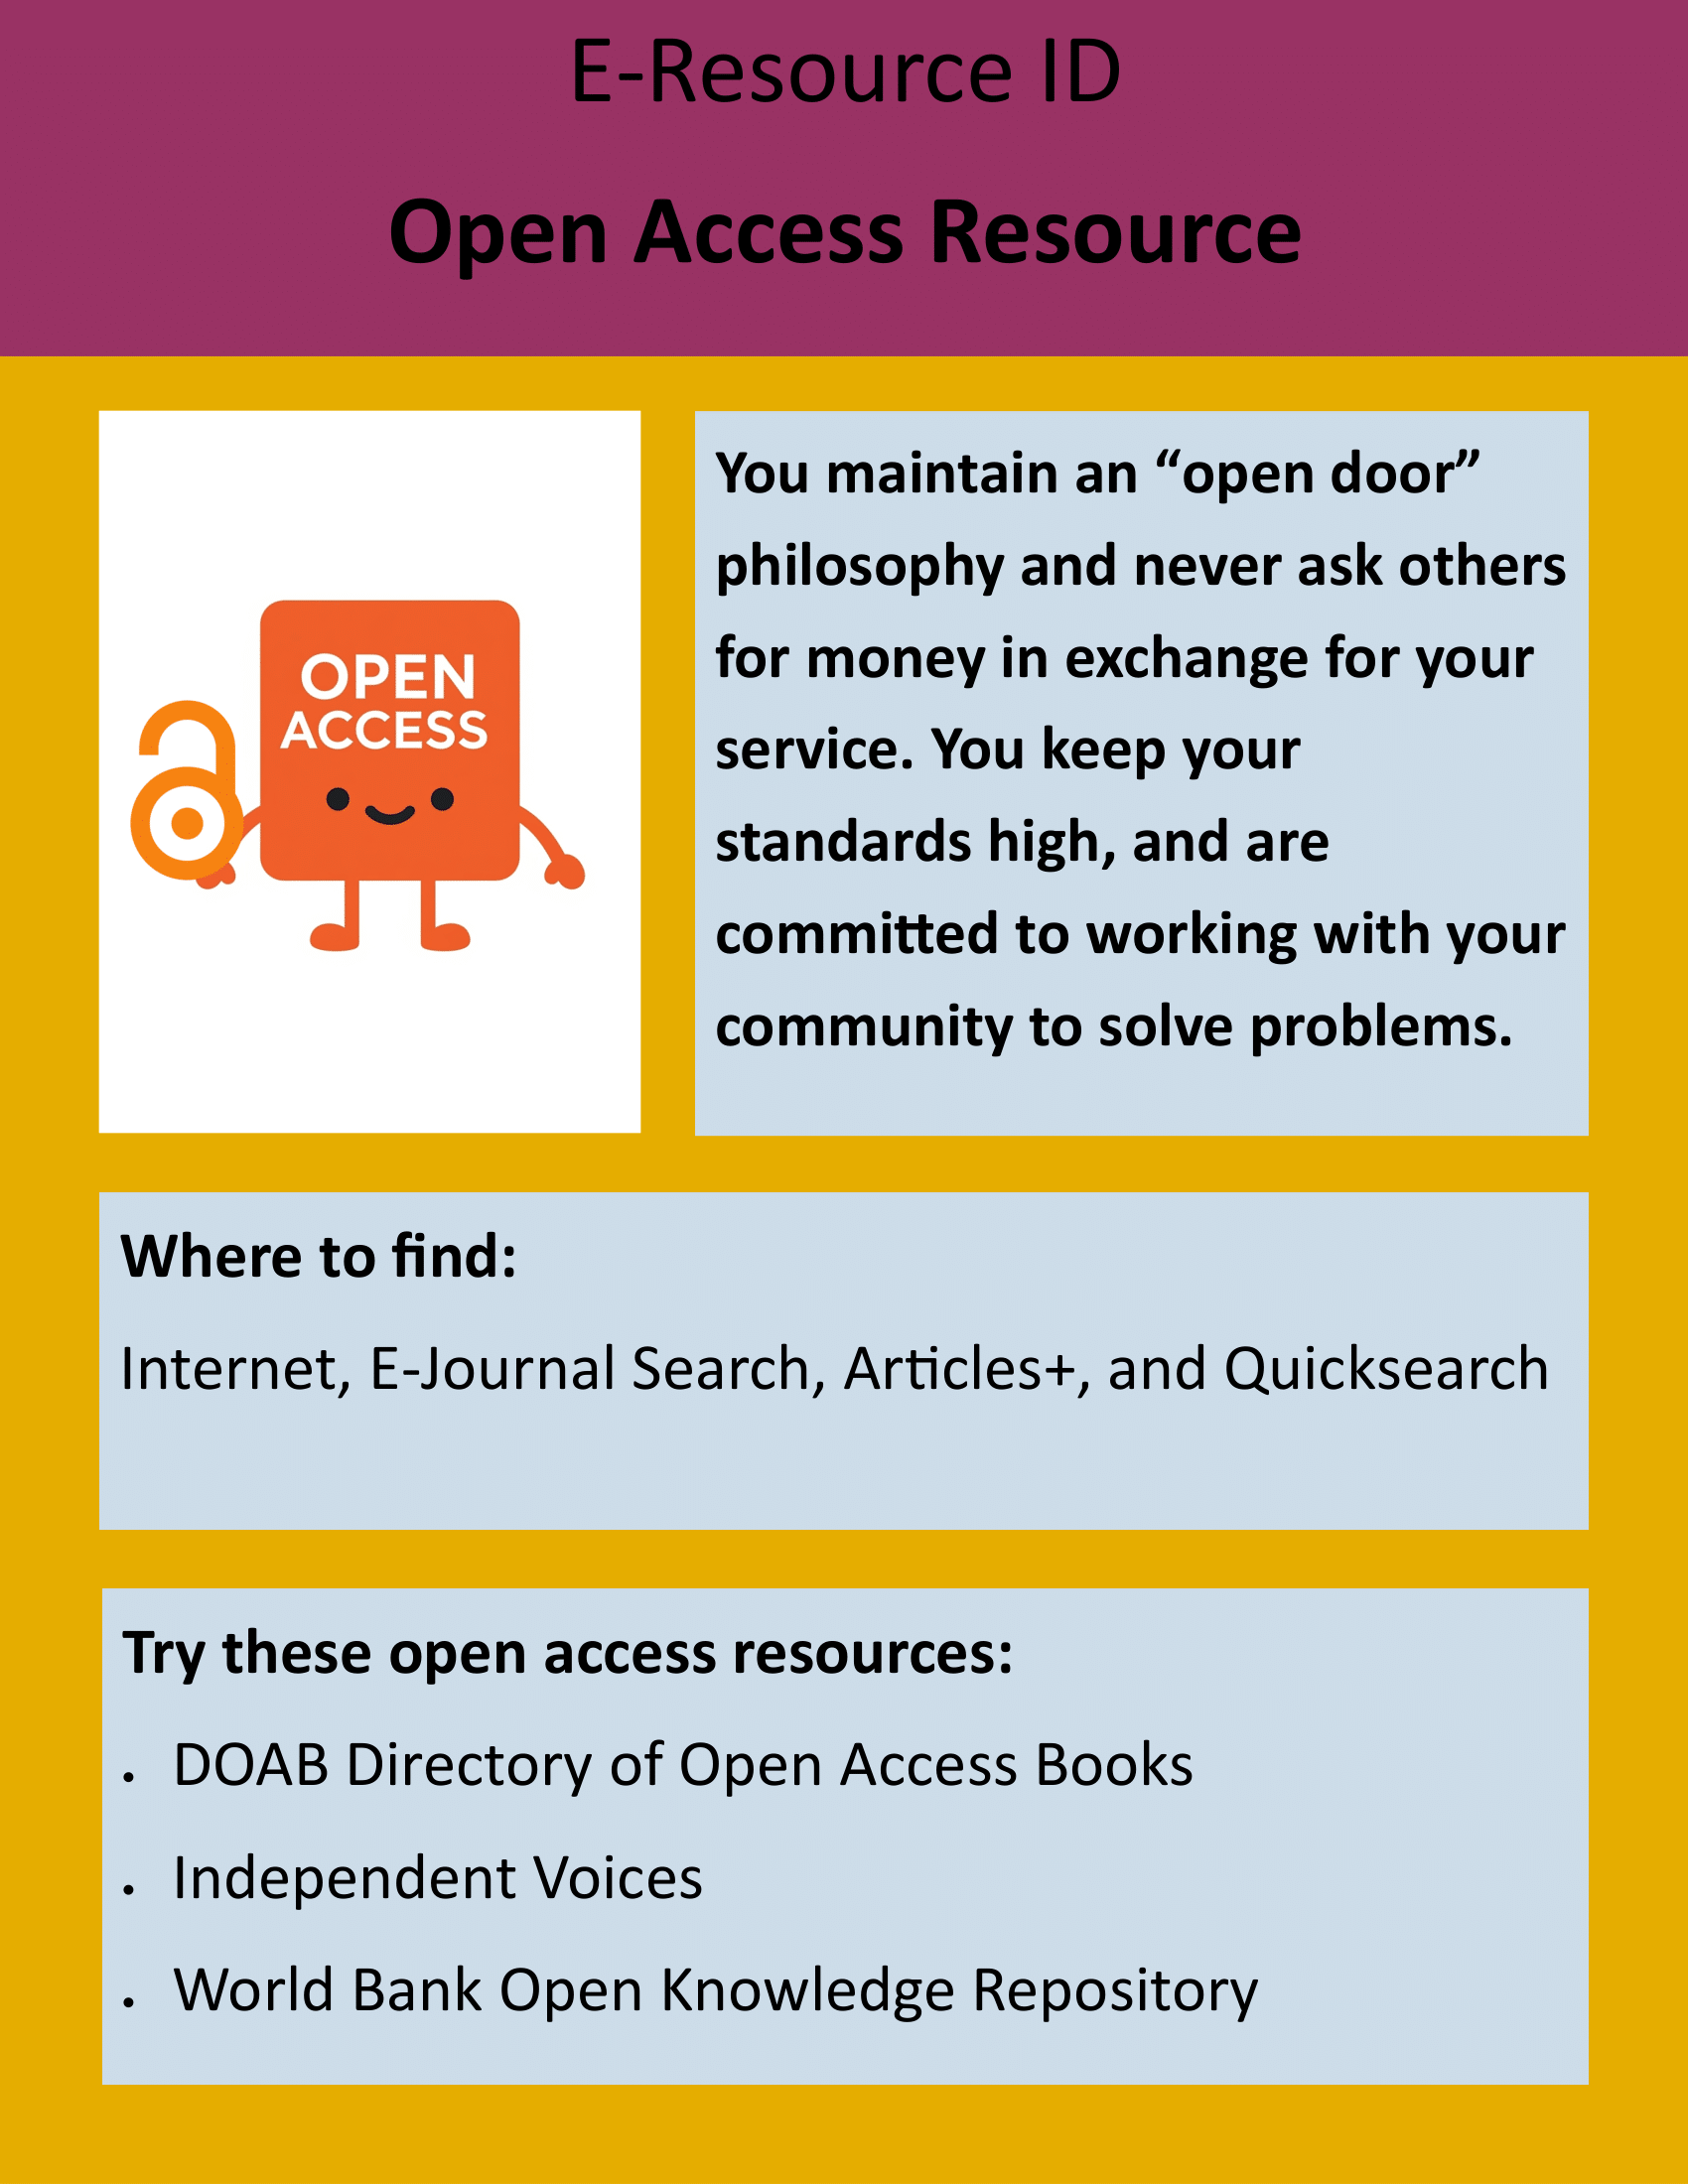 E-Resource ID
Open Access Resource
OPEN
ACCESS
You maintain an “open door”
philosophy and never ask others
for money in exchange for your
service. You keep your
standards high, and are
committed to working with your
community to solve problems.
Where to find:
Internet, E-Journal Search, Articles+, and Quicksearch
Try these open access resources:
• DOAB Directory of Open Access Books
• Independent Voices
• World Bank Open Knowledge Repository